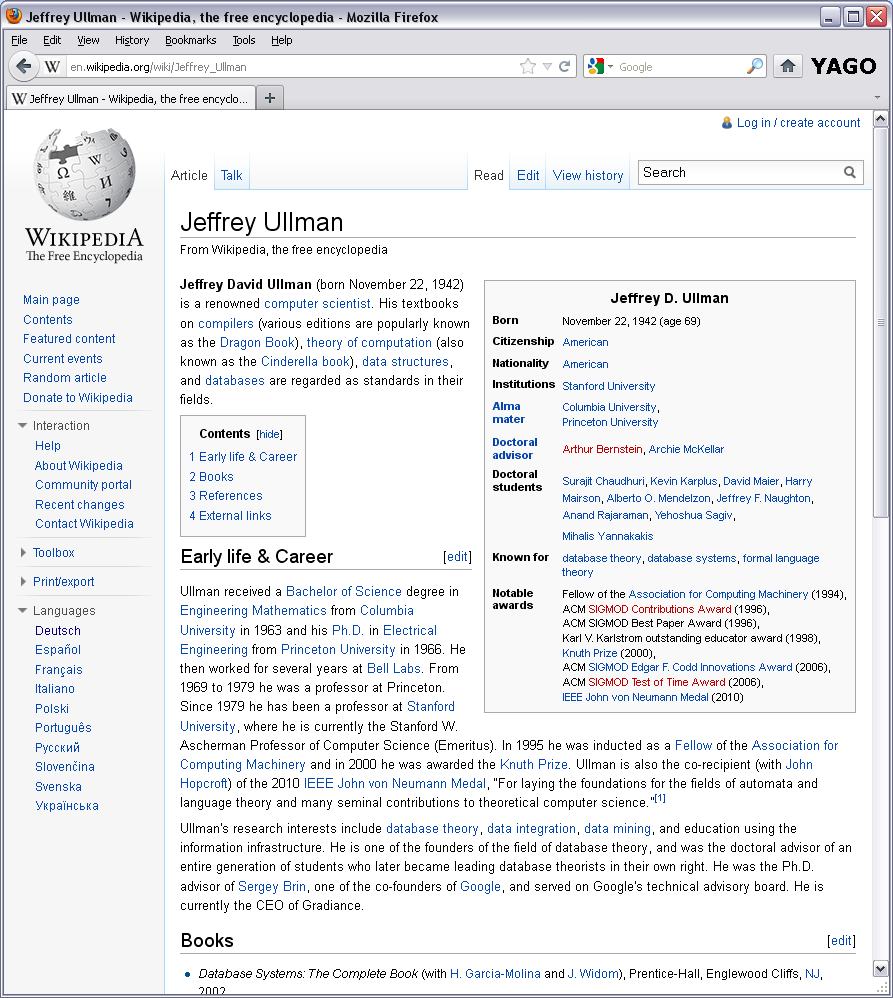 Jeffrey Ullman - Wikipedia, the free encyclopedia - Mozilla Firefox
File Edit View History Bookmarks Tools Help
W en.wikipedia.org/wiki/Jeffrey_Ullman Google YAGO
W Jeffrey Ullman - Wikipedia, the free encyclo... +
Log in / create account
Article Talk Read Edit View history Search
WIKIPEDIA
The Free Encyclopedia
Main page
Contents
Featured content
Current events
Random article
Donate to Wikipedia
Interaction
Help
About Wikipedia
Community portal
Recent changes
Contact Wikipedia
Toolbox
Print/export
Languages
Deutsch
Español
Français
Italiano
Polski
Português
Русский
Slovenčina
Svenska
Українська
Jeffrey Ullman
From Wikipedia, the free encyclopedia
Jeffrey David Ullman (born November 22, 1942)
is a renowned computer scientist. His textbooks
on compilers (various editions are popularly known
as the Dragon Book), theory of computation (also
known as the Cinderella book), data structures,
and databases are regarded as standards in their
fields.
Contents [hide]
1 Early life & Career
2 Books
3 References
4 External links
Jeffrey D. Ullman
Born November 22, 1942 (age 69)
Citizenship American
Nationality American
Institutions Stanford University
Alma mater Columbia University,
Princeton University
Doctoral advisor Arthur Bernstein, Archie McKellar
Doctoral students Surajit Chaudhuri, Kevin Karplus, David Maier, Harry
Mairson, Alberto O. Mendelzon, Jeffrey F. Naughton,
Anand Rajaraman, Yehoshua Sagiv,
Mihalis Yannakakis
Known for database theory, database systems, formal language
theory
Notable awards Fellow of the Association for Computing Machinery (1994),
ACM SIGMOD Contributions Award (1996),
ACM SIGMOD Best Paper Award (1996),
Karl V. Karlstrom outstanding educator award (1998),
Knuth Prize (2000),
ACM SIGMOD Edgar F. Codd Innovations Award (2006),
ACM SIGMOD Test of Time Award (2006),
IEEE John von Neumann Medal (2010)
Early life & Career [edit]
Ullman received a Bachelor of Science degree in
Engineering Mathematics from Columbia
University in 1963 and his Ph.D. in Electrical
Engineering from Princeton University in 1966. He
then worked for several years at Bell Labs. From
1969 to 1979 he was a professor at Princeton.
Since 1979 he has been a professor at Stanford
University, where he is currently the Stanford W.
Ascherman Professor of Computer Science (Emeritus). In 1995 he was inducted as a Fellow of the Association for
Computing Machinery and in 2000 he was awarded the Knuth Prize. Ullman is also the co-recipient (with John
Hopcroft) of the 2010 IEEE John von Neumann Medal, "For laying the foundations for the fields of automata and
language theory and many seminal contributions to theoretical computer science."[1]
Ullman's research interests include database theory, data integration, data mining, and education using the
information infrastructure. He is one of the founders of the field of database theory, and was the doctoral advisor of an
entire generation of students who later became leading database theorists in their own right. He was the Ph.D.
advisor of Sergey Brin, one of the co-founders of Google, and served on Google's technical advisory board. He is
currently the CEO of Gradiance.
Books [edit]
Database Systems: The Complete Book (with H. Garcia-Molina and J. Widom), Prentice-Hall, Englewood Cliffs, NJ,
2002